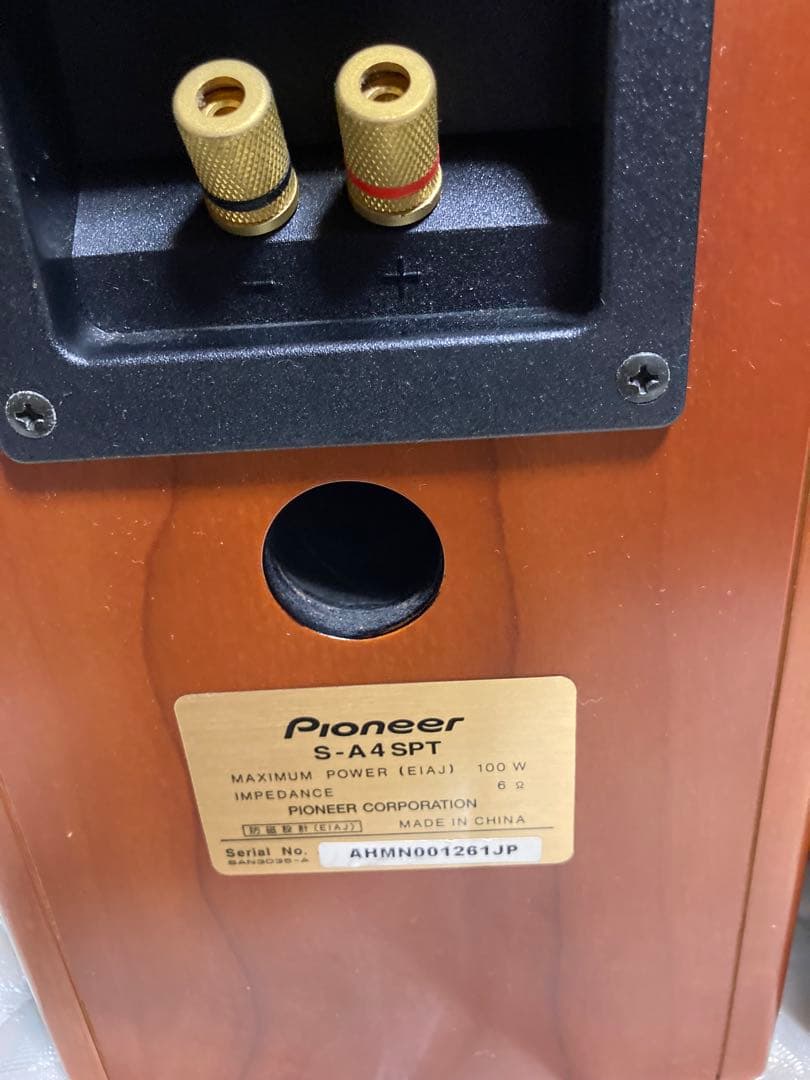 − +
Pioneer
S-A4SPT
MAXIMUM POWER (EIAJ) 100 W
IMPEDANCE 6 Ω
PIONEER CORPORATION
防磁設計(EIAJ) MADE IN CHINA
Serial No. AHMN001261JP
SAN3036-A